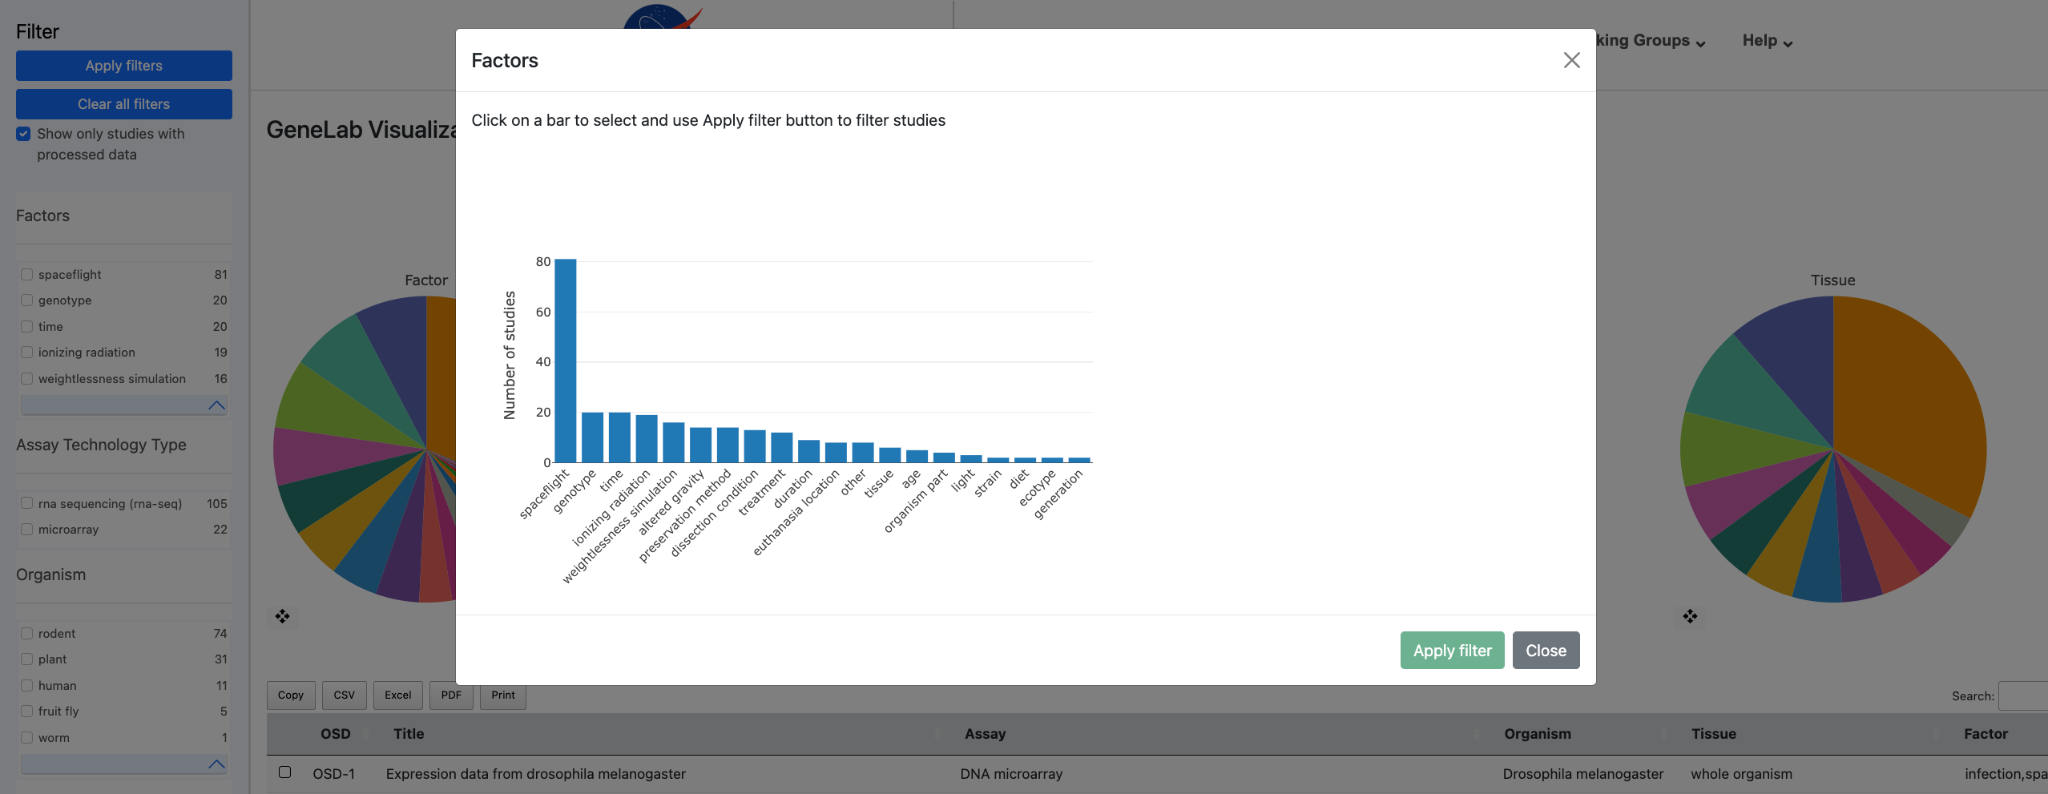 Filter
Apply filters
Clear all filters
Show only studies with
processed data
Factors
spaceflight 81
genotype 20
time 20
ionizing radiation 19
weightlessness simulation 16
Assay Technology Type
rna sequencing (rna-seq) 105
microarray 22
Organism
rodent 74
plant 31
human 11
fruit fly 5
worm 1
king Groups
Help
GeneLab Visualiza
Factor
Tissue
Factors
Click on a bar to select and use Apply filter button to filter studies
Number of studies
80
60
40
20
0
spaceflight
genotype
time
ionizing radiation
weightlessness simulation
altered gravity
preservation method
dissection condition
treatment
duration
euthanasia location
other
tissue
age
organism part
light
strain
diet
ecotype
generation
Apply filter
Close
Copy CSV Excel PDF Print
Search:
OSD Title Assay Organism Tissue Factor
OSD-1 Expression data from drosophila melanogaster DNA microarray Drosophila melanogaster whole organism infection,spa